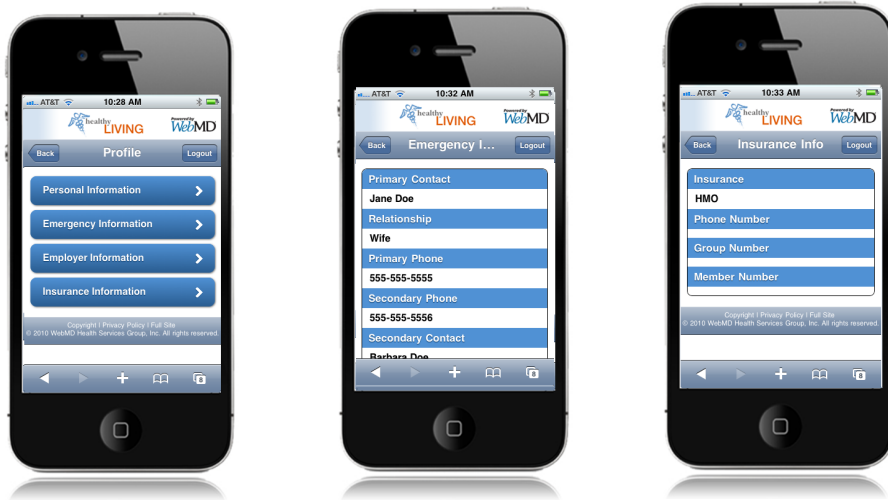 AT&T 10:28 AM
healthy LIVING
Powered by WebMD
Back Profile Logout
Personal Information
Emergency Information
Employer Information
Insurance Information
Copyright | Privacy Policy | Full Site
© 2010 WebMD Health Services Group, Inc. All rights reserved.
8
AT&T 10:32 AM
healthy LIVING
Powered by WebMD
Back Emergency I... Logout
Primary Contact
Jane Doe
Relationship
Wife
Primary Phone
555-555-5555
Secondary Phone
555-555-5556
Secondary Contact
Barbara Doe
8
AT&T 10:33 AM
healthy LIVING
Powered by WebMD
Back Insurance Info Logout
Insurance
HMO
Phone Number
Group Number
Member Number
Copyright | Privacy Policy | Full Site
© 2010 WebMD Health Services Group, Inc. All rights reserved.
8